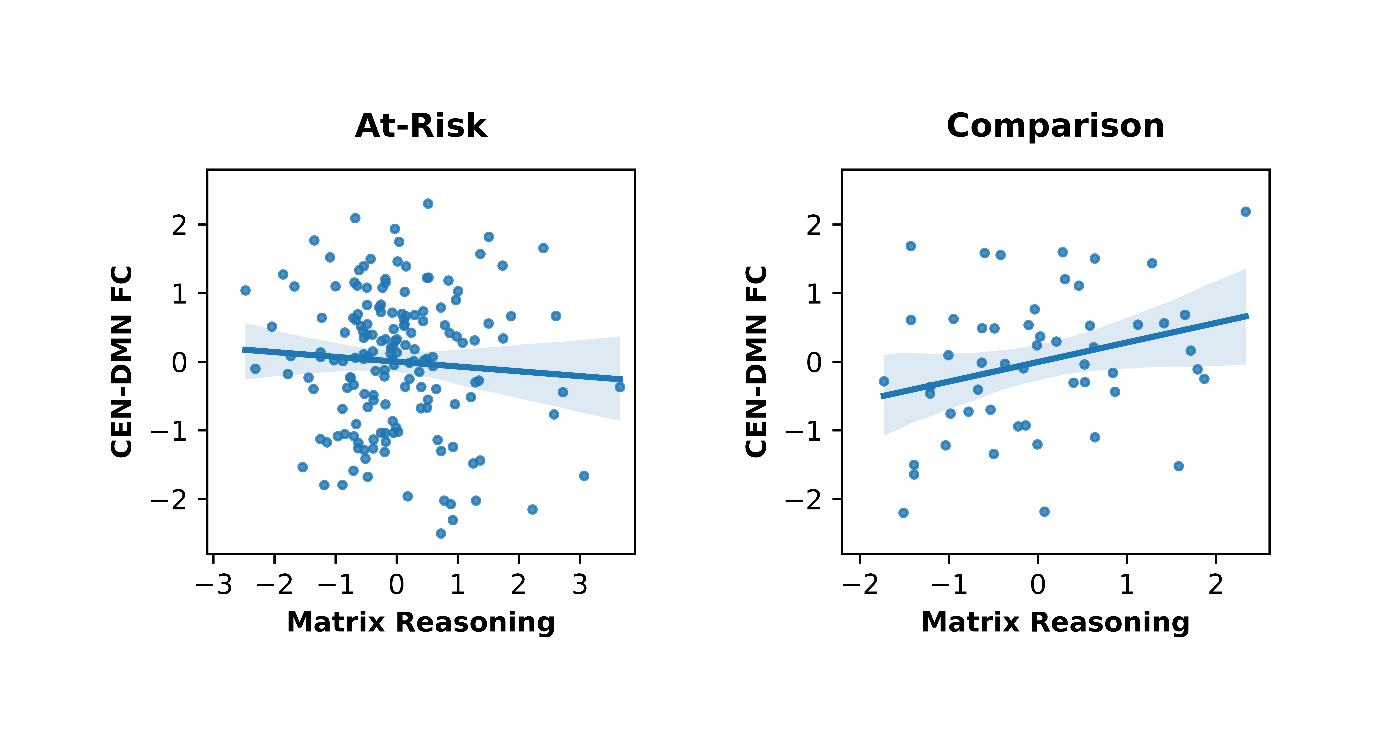 At-Risk
CEN-DMN FC
2
1
0
−1
−2
−3 −2 −1 0 1 2 3
Matrix Reasoning
Comparison
CEN-DMN FC
2
1
0
−1
−2
−2 −1 0 1 2
Matrix Reasoning